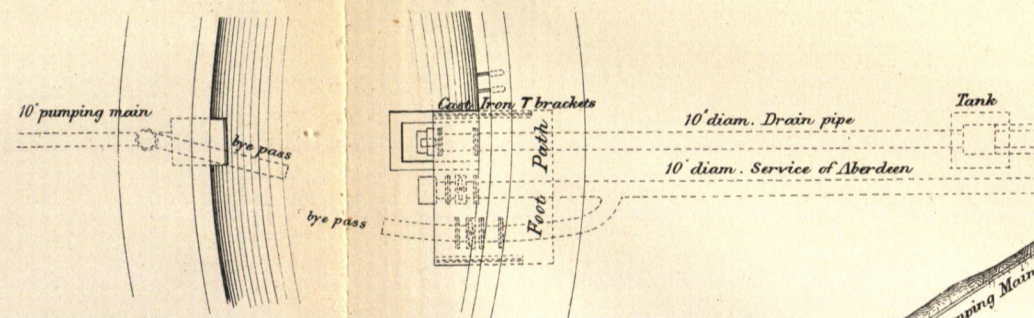 10" pumping main
bye pass
bye pass
Cast Iron T brackets
Foot Path
10" diam. Drain pipe
Tank
10" diam. Service of Aberdeen
mping Main